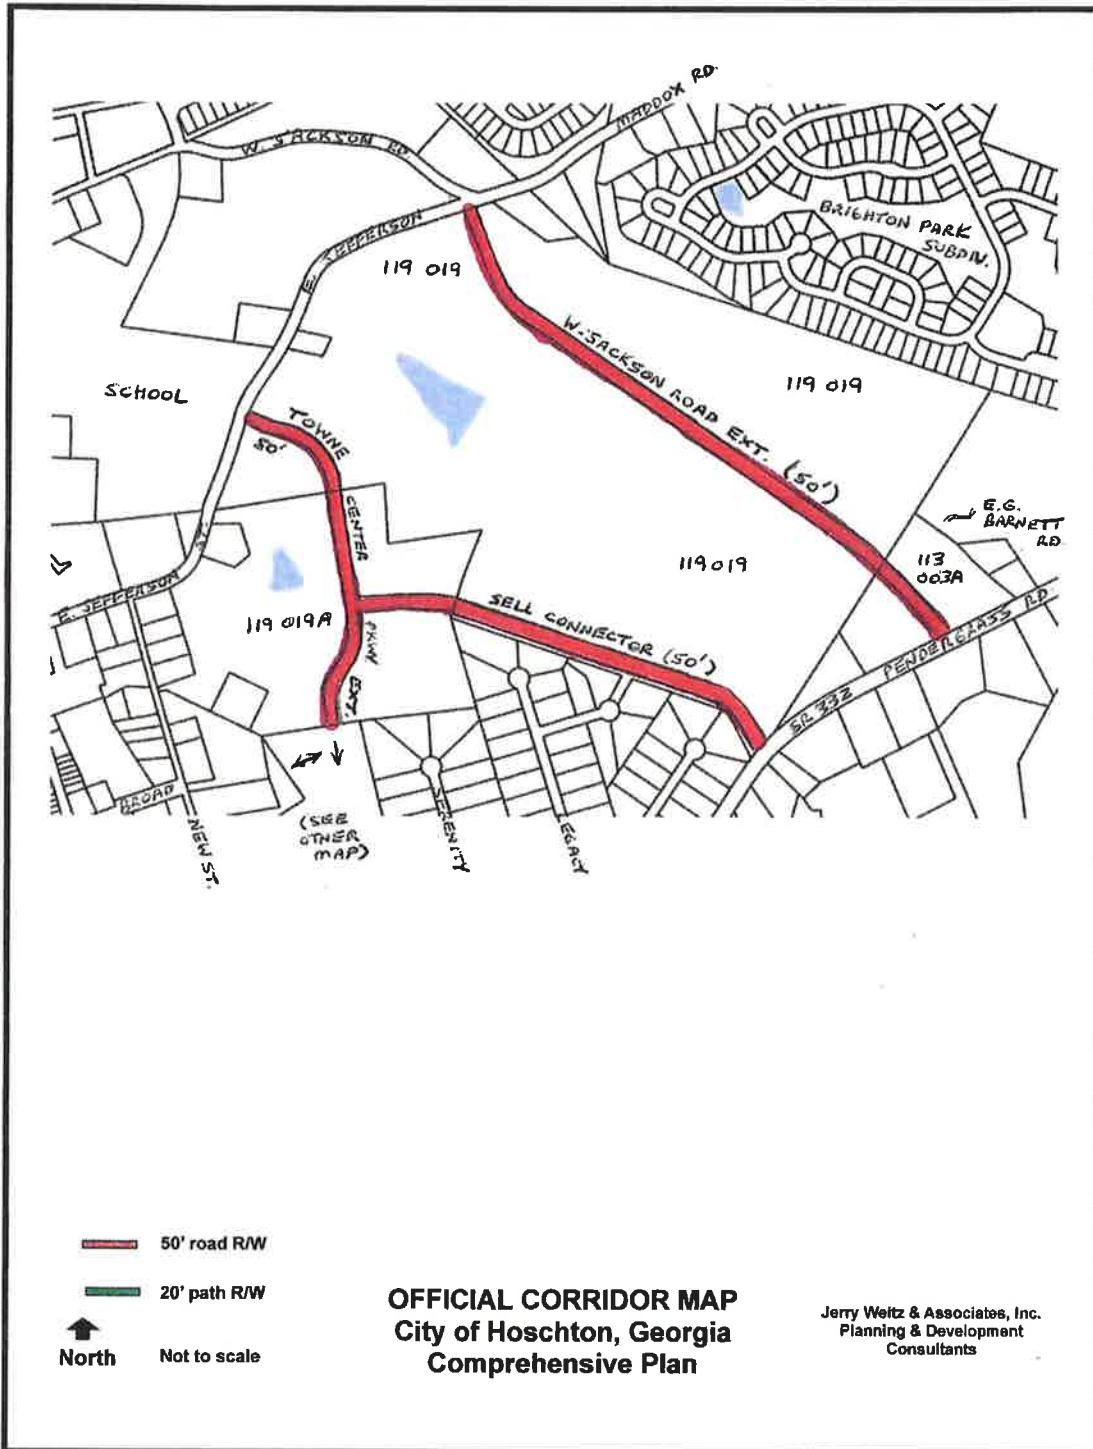 MADDOX RD.
W. JACKSON RD.
E. JEFFERSON
BRIGHTON PARK
SUBDIV.
119 019
W. JACKSON ROAD EXT. (50')
119 019
SCHOOL
TOWNE
50'
CENTER
PKWY
EXT.
E.G.
BARNETT
RD
113
003A
119 019
ST.
E. JEFFERSON
119 019A
SELL CONNECTOR (50')
SR 332 PENDERGRASS RD
BROAD
NEW ST.
(SEE
OTHER
MAP)
SERENITY
LEGACY
50' road R/W
20' path R/W
North
Not to scale
OFFICIAL CORRIDOR MAP
City of Hoschton, Georgia
Comprehensive Plan
Jerry Weitz & Associates, Inc.
Planning & Development
Consultants